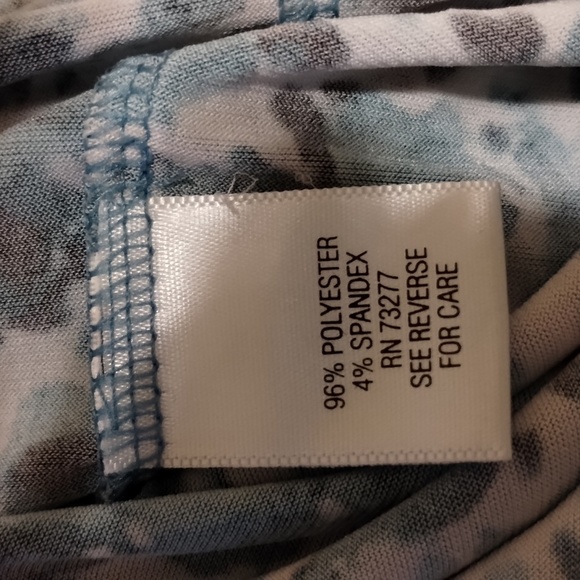 96% POLYESTER
4% SPANDEX
RN 73277
SEE REVERSE
FOR CARE